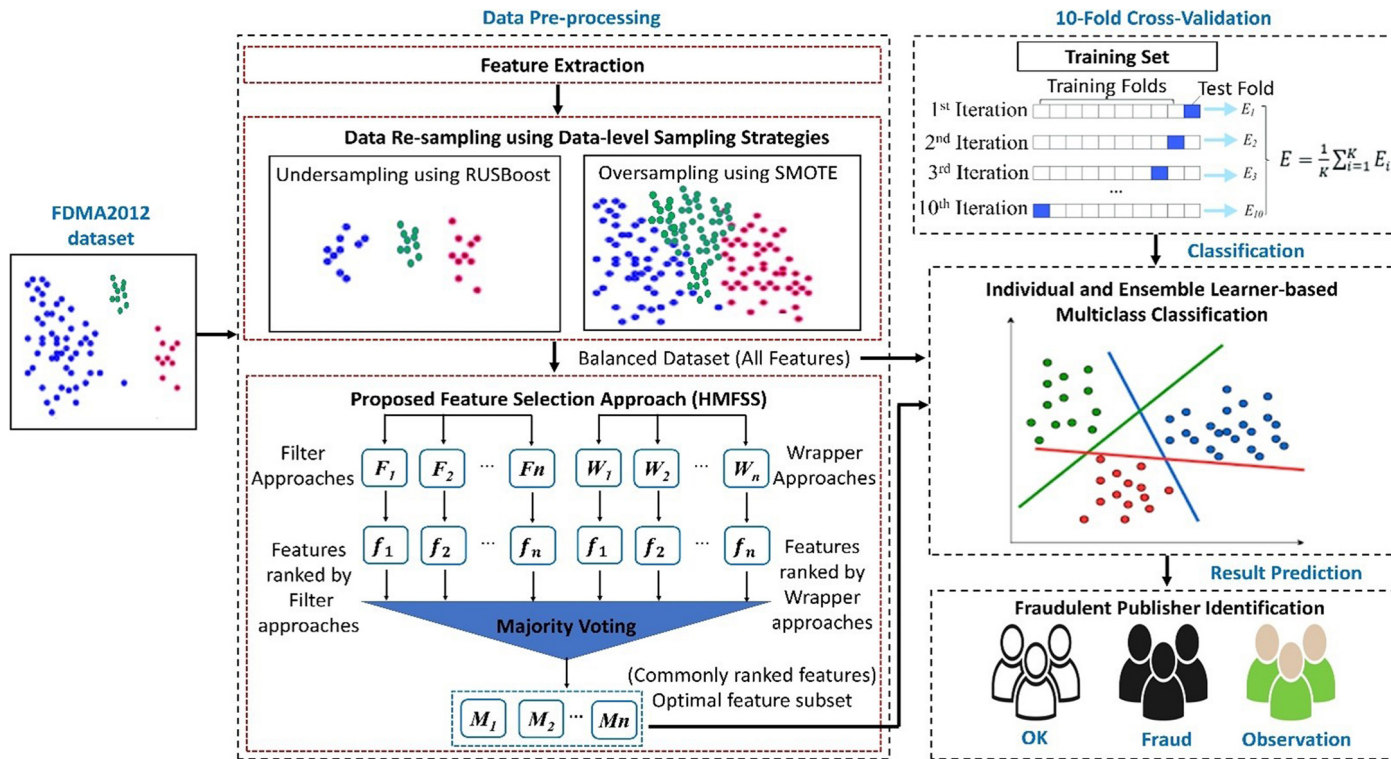 Data Pre-processing
10-Fold Cross-Validation
FDMA2012
dataset
Feature Extraction
Data Re-sampling using Data-level Sampling Strategies
Undersampling using RUSBoost
Oversampling using SMOTE
Balanced Dataset (All Features)
Proposed Feature Selection Approach (HMFSS)
Filter
Approaches
F1 F2 ... Fn W1 W2 ... Wn
Wrapper
Approaches
Features
ranked by
Filter
approaches
f1 f2 ... fn f1 f2 ... fn
Features
ranked by
Wrapper
approaches
Majority Voting
(Commonly ranked features)
Optimal feature subset
M1 M2 ... Mn
Training Set
Training Folds
Test Fold
1st Iteration E1
2nd Iteration E2
3rd Iteration E3
...
10th Iteration E10
E = 1/K ∑K i=1 Ei
Classification
Individual and Ensemble Learner-based
Multiclass Classification
Result Prediction
Fraudulent Publisher Identification
OK Fraud Observation